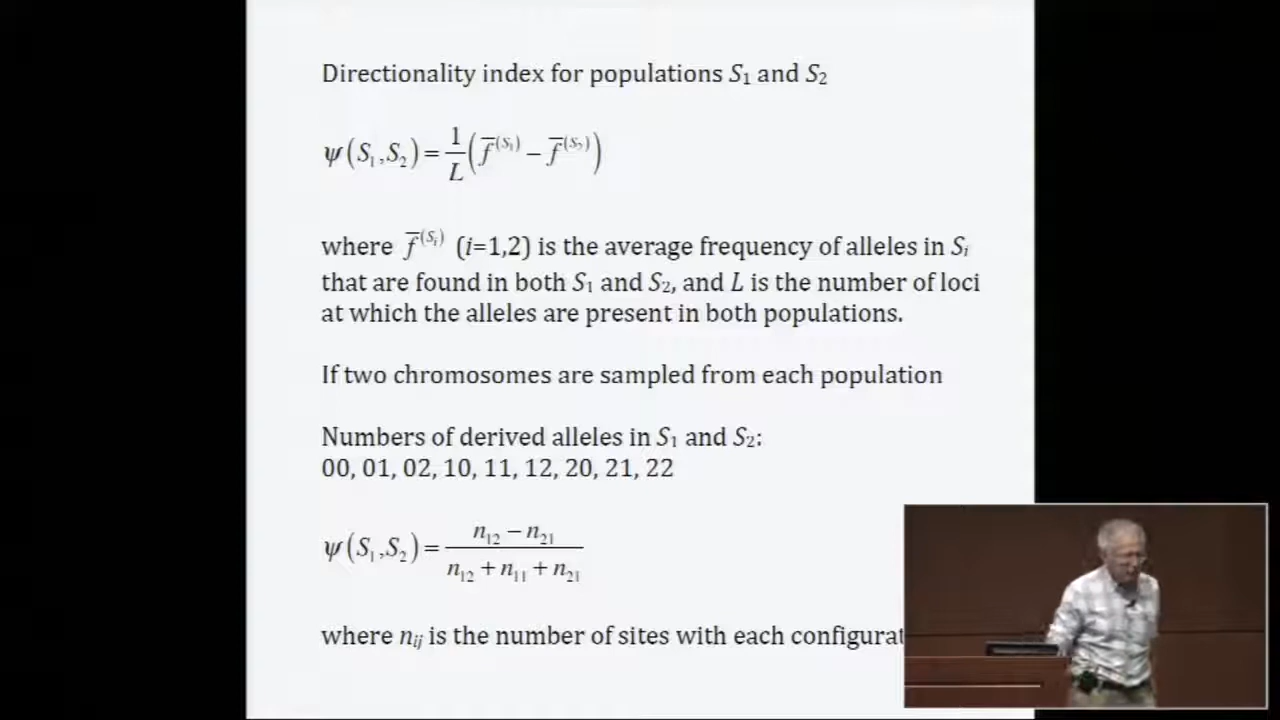 Directionality index for populations S₁ and S₂
ψ(S₁,S₂) = 1/L (f̅^(S₁) − f̅^(S₂))
where f̅^(Sᵢ) (i=1,2) is the average frequency of alleles in Sᵢ
that are found in both S₁ and S₂, and L is the number of loci
at which the alleles are present in both populations.
If two chromosomes are sampled from each population
Numbers of derived alleles in S₁ and S₂:
00, 01, 02, 10, 11, 12, 20, 21, 22
ψ(S₁,S₂) = (n₁₂ − n₂₁) / (n₁₂ + n₁₁ + n₂₁)
where nᵢⱼ is the number of sites with each configurat